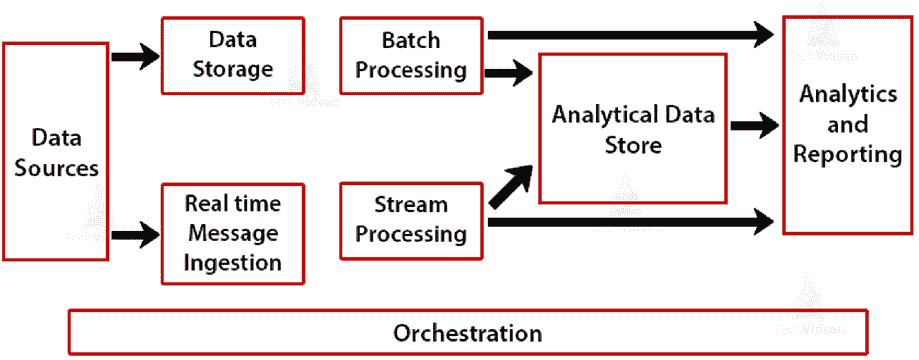 Data
Sources
Data
Storage
Real time
Message
Ingestion
Batch
Processing
Stream
Processing
Analytical Data
Store
Analytics
and
Reporting
Orchestration
TechVidvan